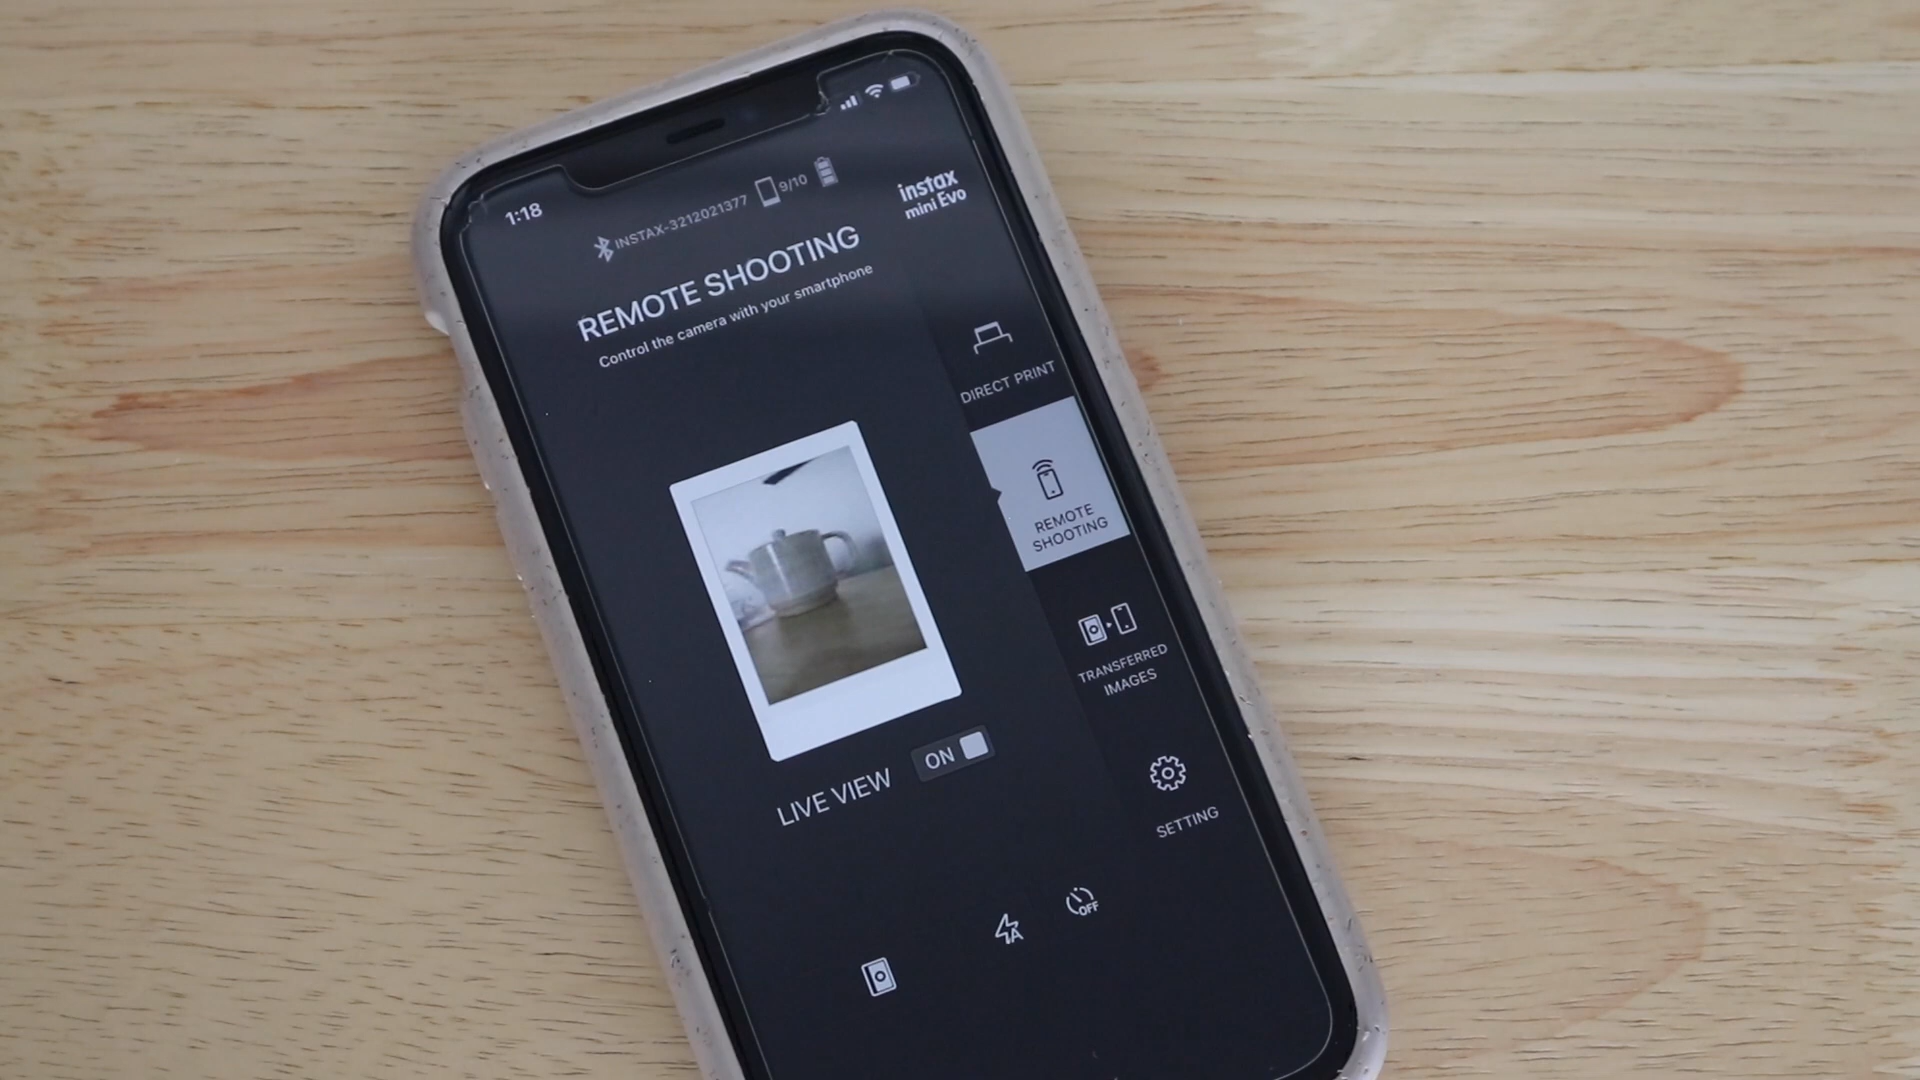 1:18
INSTAX-3212021377 9/10
instax
mini Evo
REMOTE SHOOTING
Control the camera with your smartphone
DIRECT PRINT
REMOTE
SHOOTING
TRANSFERRED
IMAGES
SETTING
LIVE VIEW ON
A
OFF